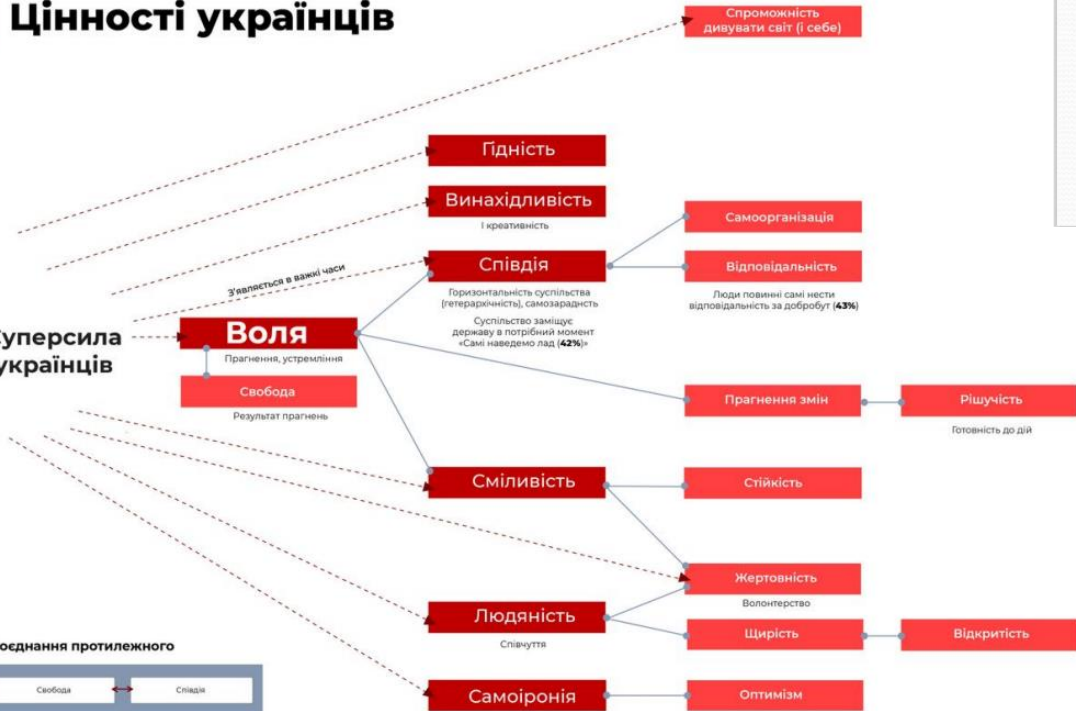 Цінності українців
Спроможність
дивувати світ (і себе)
Гідність
Винахідливість
І креативність
З'являється в важкі часи
Співдія
Горизонтальність суспільства
(гетерархічність), самозараднсть
Суспільство заміщує
державу в потрібний момент
«Самі наведемо лад (42%)»
Самоорганізація
Відповідальність
Люди повинні самі нести
відповідальність за добробут (43%)
уперсила
українців
Воля
Прагнення, устремління
Свобода
Результат прагнень
Прагнення змін
Рішучість
Готовність до дій
Сміливість
Стійкість
Жертовність
Волонтерство
Людяність
Співчуття
Щирість
Відкритість
Самоіронія
Оптимізм
оєднання протилежного
Свобода
Співдія